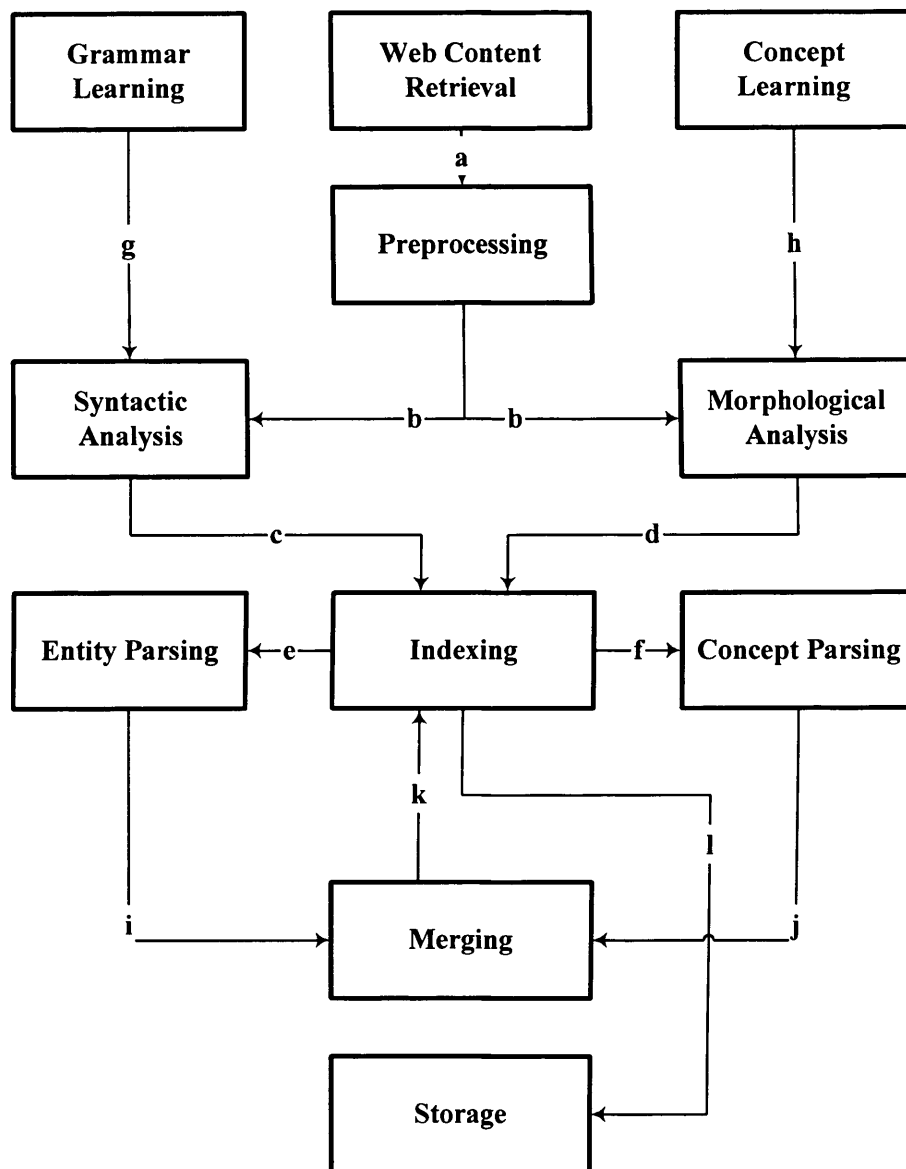 Grammar
Learning
Web Content
Retrieval
Concept
Learning
a
Preprocessing
g
h
Syntactic
Analysis
b
b
Morphological
Analysis
c
d
Entity Parsing
e
Indexing
f
Concept Parsing
k
l
i
Merging
j
Storage